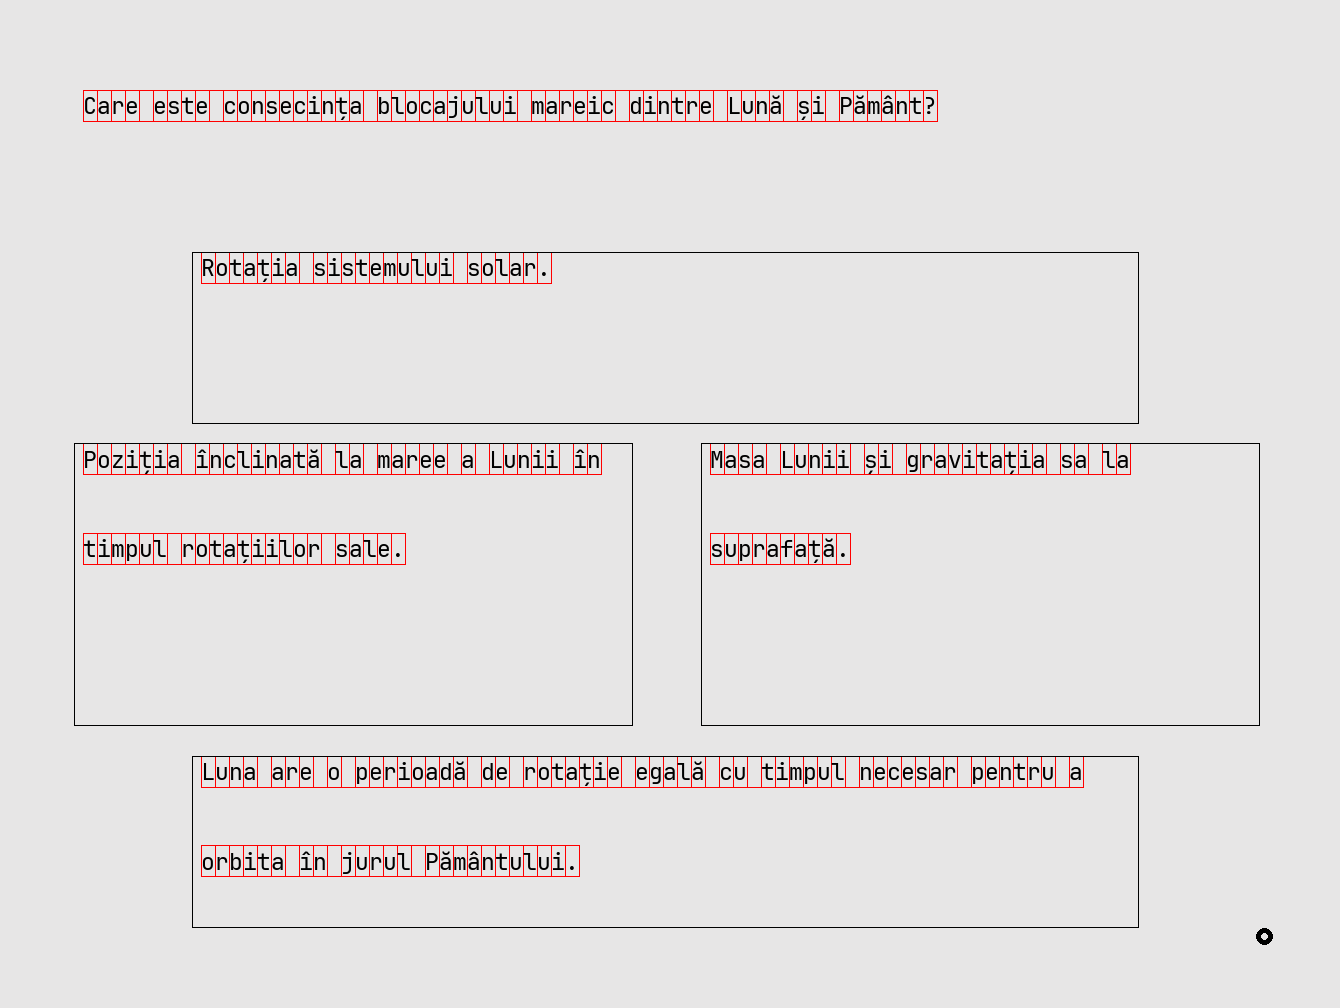 Care este consecința blocajului mareic dintre Lună și Pământ?
Rotația sistemului solar.
Poziția înclinată la maree a Lunii în
timpul rotațiilor sale.
Masa Lunii și gravitația sa la
suprafață.
Luna are o perioadă de rotație egală cu timpul necesar pentru a
orbita în jurul Pământului.